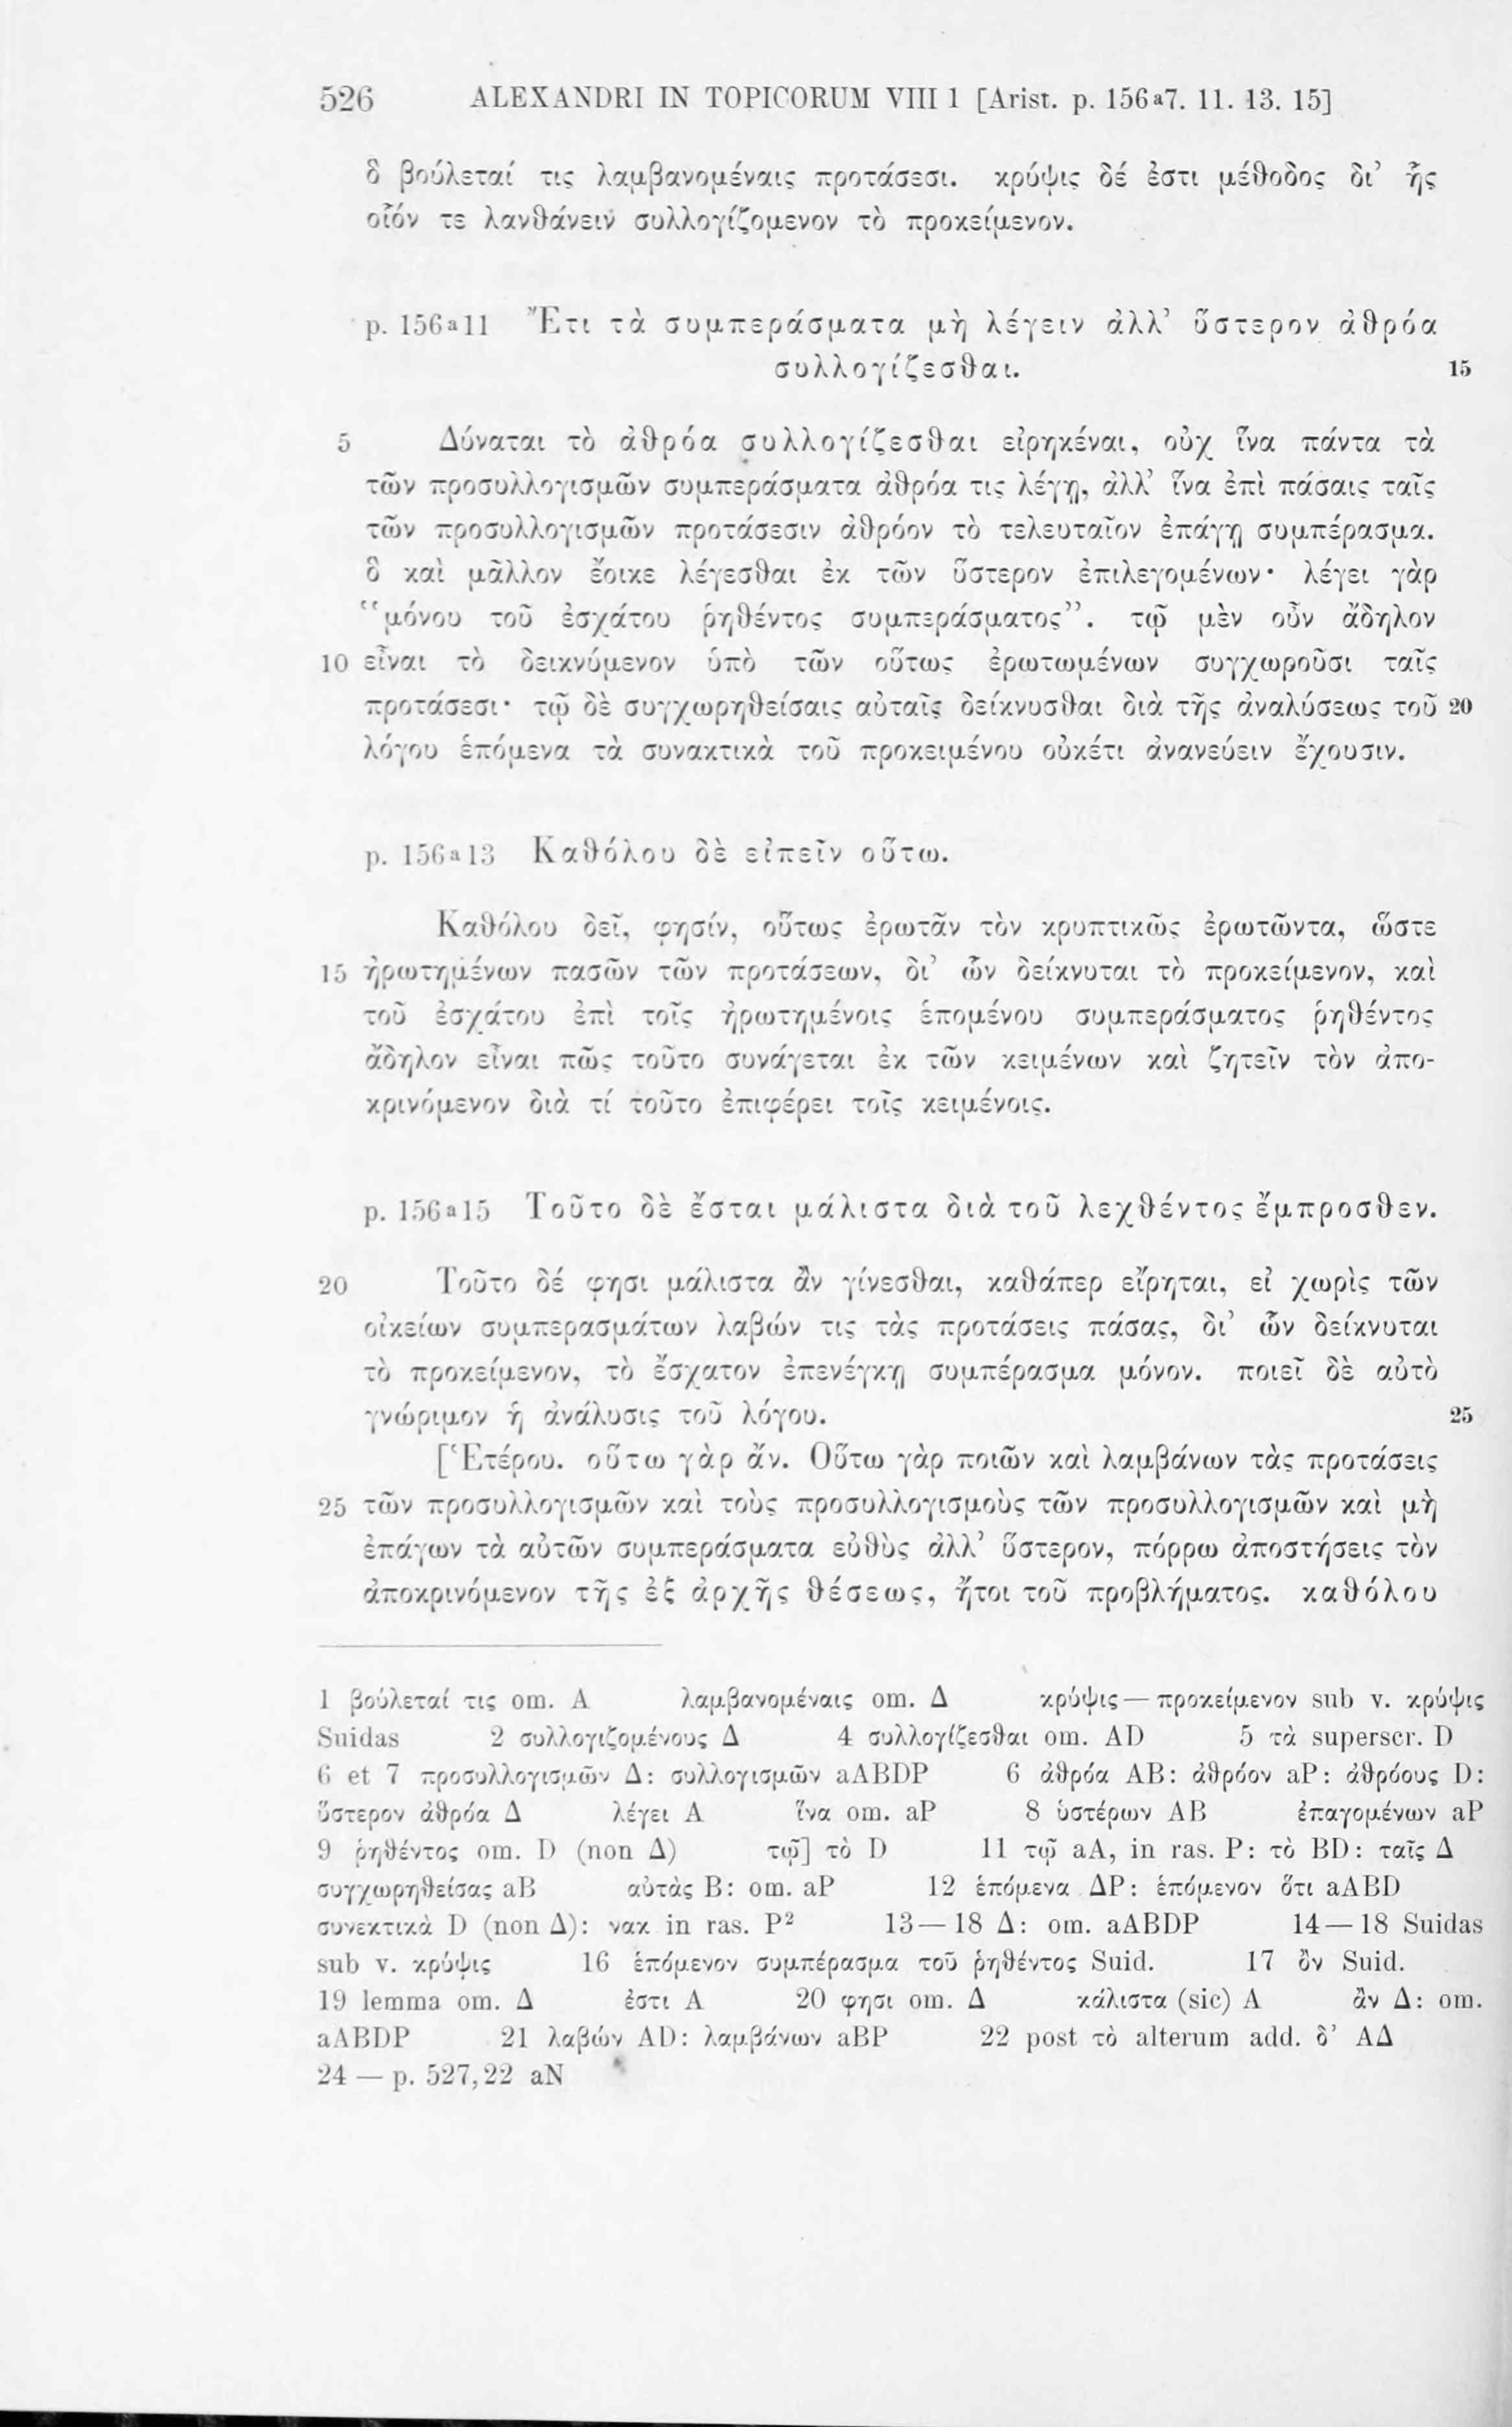 526 ALEXANDRI IN TOPICORUM VIII 1 [Arist. p. 156a7. 11. 13. 15]
ὃ βούλεταί τις λαμβανομέναις προτάσεσι. κρύψις δέ ἐστι μέθοδος δι’ ἧς
οἷόν τε λανθάνειν συλλογίζομενον τὸ προκείμενον.
p. 156a11 Ἔτι τὰ συμπεράσματα μὴ λέγειν ἀλλ’ ὕστερον ἀθρόα
συλλογίζεσθαι. 15
5 Δύναται τὸ ἀθρόα συλλογίζεσθαι εἰρηκέναι, οὐχ ἵνα πάντα τὰ
τῶν προσυλλογισμῶν συμπεράσματα ἀθρόα τις λέγῃ, ἀλλ’ ἵνα ἐπὶ πάσαις ταῖς
τῶν προσυλλογισμῶν προτάσεσιν ἀθρόον τὸ τελευταῖον ἐπάγῃ συμπέρασμα.
ὃ καὶ μᾶλλον ἔοικε λέγεσθαι ἐκ τῶν ὕστερον ἐπιλεγομένων· λέγει γὰρ
“μόνου τοῦ ἐσχάτου ῥηθέντος συμπεράσματος”. τῷ μὲν οὖν ἄδηλον
10 εἶναι τὸ δεικνύμενον ὑπὸ τῶν οὕτως ἐρωτωμένων συγχωροῦσι ταῖς
προτάσεσι· τῷ δὲ συγχωρηθείσαις αὐταῖς δείκνυσθαι διὰ τῆς ἀναλύσεως τοῦ 20
λόγου ἑπόμενα τὰ συνακτικὰ τοῦ προκειμένου οὐκέτι ἀνανεύειν ἔχουσιν.
p. 156a13 Καθόλου δὲ εἰπεῖν οὕτω.
Καθόλου δεῖ, φησίν, οὕτως ἐρωτᾶν τὸν κρυπτικῶς ἐρωτῶντα, ὥστε
15 ἠρωτημένων πασῶν τῶν προτάσεων, δι’ ὧν δείκνυται τὸ προκείμενον, καὶ
τοῦ ἐσχάτου ἐπὶ τοῖς ἠρωτημένοις ἑπομένου συμπεράσματος ῥηθέντος
ἄδηλον εἶναι πῶς τοῦτο συνάγεται ἐκ τῶν κειμένων καὶ ζητεῖν τὸν ἀπο-
κρινόμενον διὰ τί τοῦτο ἐπιφέρει τοῖς κειμένοις.
p. 156a15 Τοῦτο δὲ ἔσται μάλιστα διὰ τοῦ λεχθέντος ἔμπροσθεν.
20 Τοῦτο δέ φησι μάλιστα ἂν γίνεσθαι, καθάπερ εἴρηται, εἰ χωρὶς τῶν
οἰκείων συμπερασμάτων λαβών τις τὰς προτάσεις πάσας, δι’ ὧν δείκνυται
τὸ προκείμενον, τὸ ἔσχατον ἐπενέγκῃ συμπέρασμα μόνον. ποιεῖ δὲ αὐτὸ
γνώριμον ἡ ἀνάλυσις τοῦ λόγου. 25
[Ἑτέρου. οὕτω γὰρ ἄν. Οὕτω γὰρ ποιῶν καὶ λαμβάνων τὰς προτάσεις
25 τῶν προσυλλογισμῶν καὶ τοὺς προσυλλογισμοὺς τῶν προσυλλογισμῶν καὶ μὴ
ἐπάγων τὰ αὐτῶν συμπεράσματα εὐθὺς ἀλλ’ ὕστερον, πόρρω ἀποστήσεις τὸν
ἀποκρινόμενον τῆς ἐξ ἀρχῆς θέσεως, ἤτοι τοῦ προβλήματος. καθόλου
1 βούλεταί τις om. A λαμβανομέναις om. Δ κρύψις — προκείμενον sub v. κρύψις
Suidas 2 συλλογιζομένους Δ 4 συλλογίζεσθαι om. AD 5 τὰ superscr. D
6 et 7 προσυλλογισμῶν Δ: συλλογισμῶν aABDP 6 ἀθρόα AB: ἀθρόον aP: ἀθρόους D:
ὕστερον ἀθρόα Δ λέγει A ἵνα om. aP 8 ὑστέρων AB ἐπαγομένων aP
9 ῥηθέντος om. D (non Δ) τῷ] τὸ D 11 τῷ aA, in ras. P: τὸ BD: ταῖς Δ
συγχωρηθείσας aB αὐτὰς B: om. aP 12 ἑπόμενα ΔP: ἑπόμενον ὅτι aABD
συνεκτικὰ D (non Δ): νακ in ras. P² 13 — 18 Δ: om. aABDP 14 — 18 Suidas
sub v. κρύψις 16 ἑπόμενον συμπέρασμα τοῦ ῥηθέντος Suid. 17 ὂν Suid.
19 lemma om. Δ ἐστι A 20 φησι om. Δ κάλιστα (sic) A ἂν Δ: om.
aABDP 21 λαβών AD: λαμβάνων aBP 22 post τὸ alterum add. δ’ AΔ
24 — p. 527,22 aN